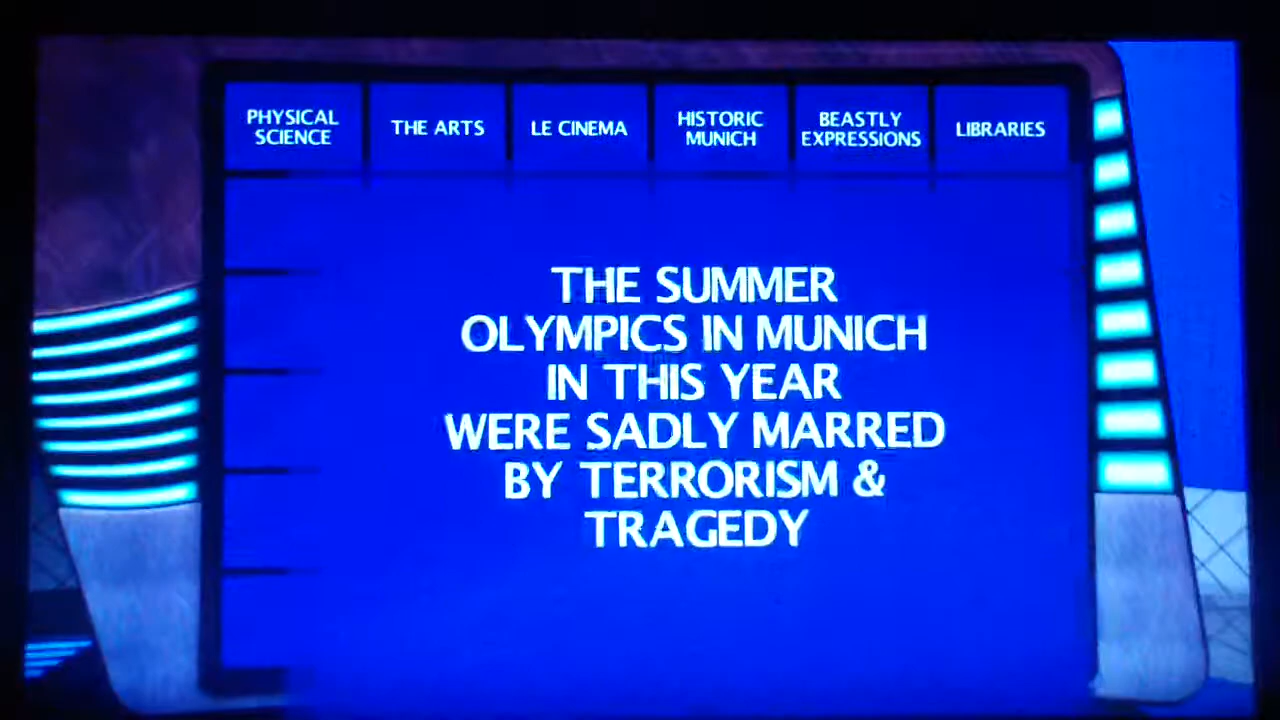 PHYSICAL
SCIENCE
THE ARTS
LE CINEMA
HISTORIC
MUNICH
BEASTLY
EXPRESSIONS
LIBRARIES
THE SUMMER
OLYMPICS IN MUNICH
IN THIS YEAR
WERE SADLY MARRED
BY TERRORISM &
TRAGEDY